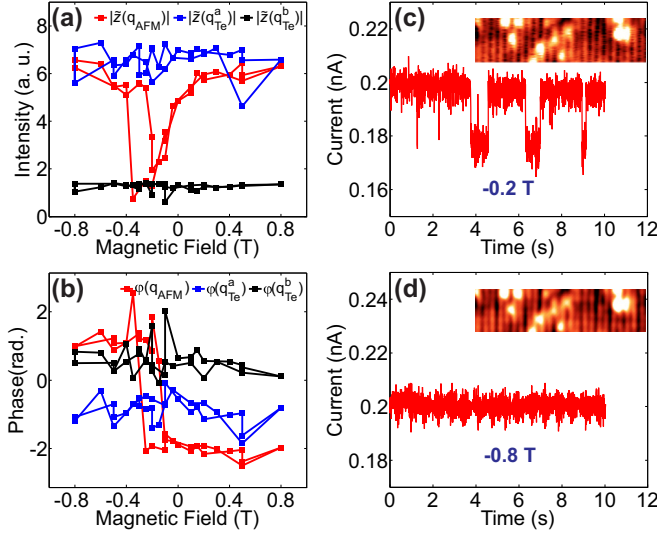 (a)
|z̃(q_AFM)| |z̃(q^a_Te)| |z̃(q^b_Te)|
Intensity (a. u.)
8
6
4
2
0
-0.8 -0.4 0 0.4 0.8
Magnetic Field (T)
(b)
φ(q_AFM) φ(q^a_Te) φ(q^b_Te)
Phase(rad.)
2
0
-2
-0.8 -0.4 0 0.4 0.8
Magnetic Field (T)
(c)
Current (nA)
0.22
0.2
0.18
0.16
-0.2 T
0 2 4 6 8 10 12
Time (s)
(d)
Current (nA)
0.24
0.22
0.2
0.18
-0.8 T
0 2 4 6 8 10 12
Time (s)